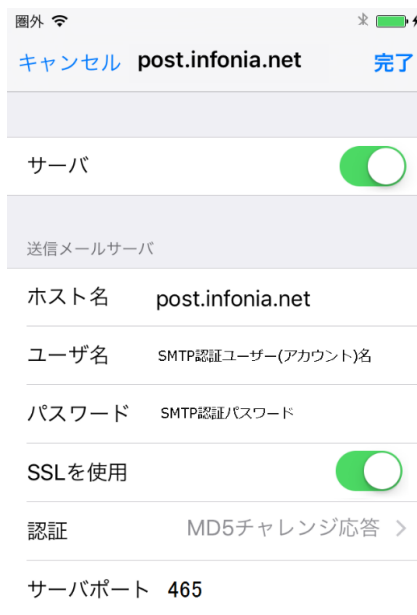 圏外
キャンセル post.infonia.net 完了
サーバ
送信メールサーバ
ホスト名 post.infonia.net
ユーザ名 SMTP認証ユーザー(アカウント)名
パスワード SMTP認証パスワード
SSLを使用
認証 MD5チャレンジ応答
サーバポート 465